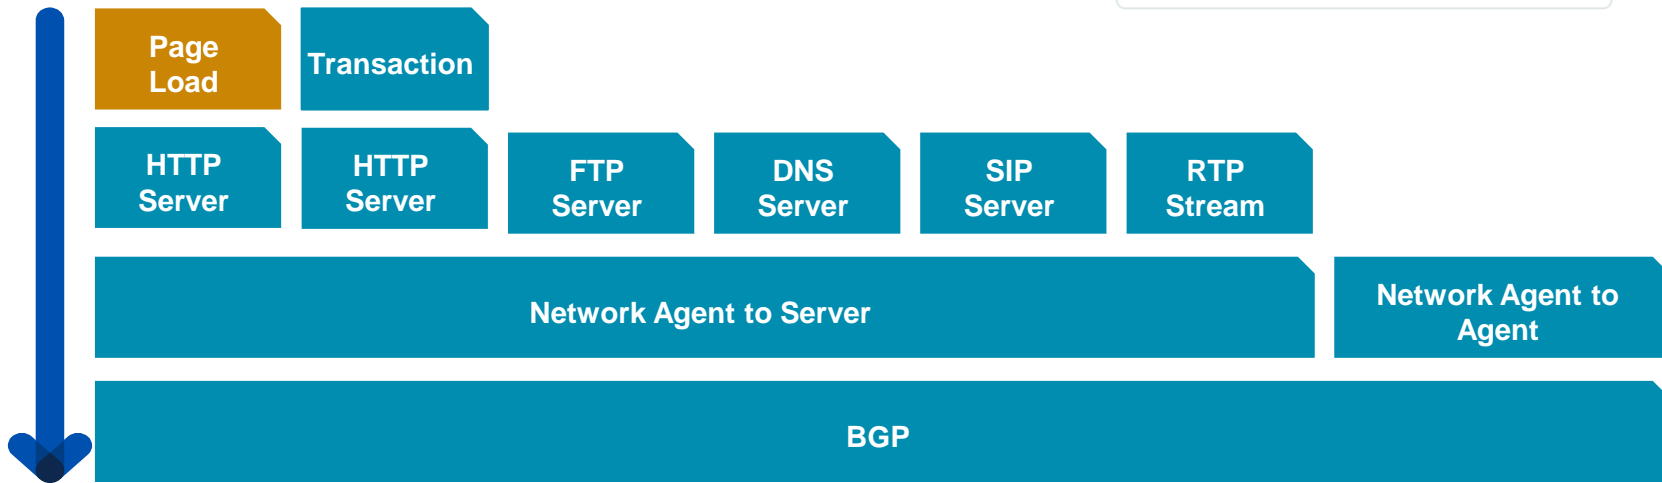 Page
Load
Transaction
HTTP
Server
HTTP
Server
FTP
Server
DNS
Server
SIP
Server
RTP
Stream
Network Agent to Server
Network Agent to
Agent
BGP